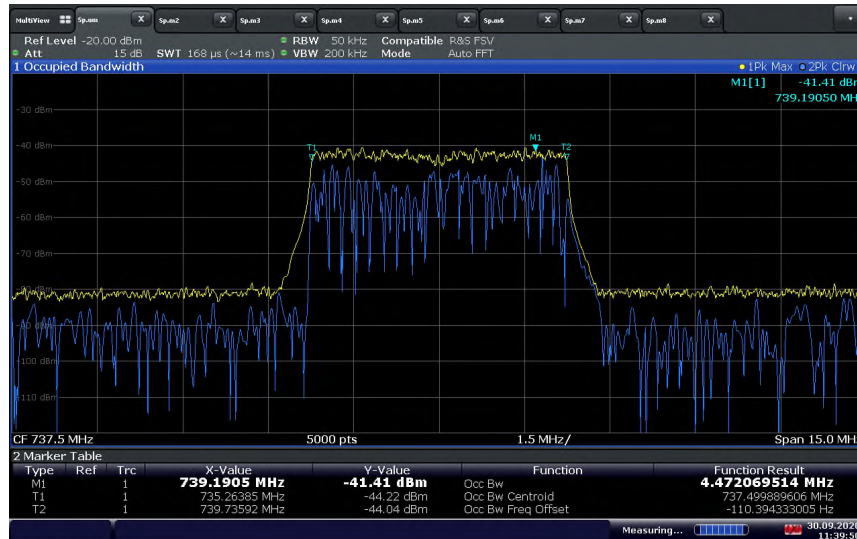 MultiView Sp.um X Sp.m2 X Sp.m3 X Sp.m4 X Sp.m5 X Sp.m6 X Sp.m7 X Sp.m8 X
Ref Level -20.00 dBm RBW 50 kHz Compatible R&S FSV
Att 15 dB SWT 168 µs (~14 ms) VBW 200 kHz Mode Auto FFT
1 Occupied Bandwidth 1Pk Max 2Pk Clrw
M1[1] -41.41 dBm
739.19050 MH
-30 dBm
-40 dBm
M1
T1 T2
-50 dBm
-60 dBm
-70 dBm
-100 dBm
-110 dBm
CF 737.5 MHz 5000 pts 1.5 MHz/ Span 15.0 MH
2 Marker Table
Type Ref Trc X-Value Y-Value Function Function Result
M1 1 739.1905 MHz -41.41 dBm Occ Bw 4.472069514 MHz
T1 1 735.26385 MHz -44.22 dBm Occ Bw Centroid 737.499889606 MHz
T2 1 739.73592 MHz -44.04 dBm Occ Bw Freq Offset -110.394333005 Hz
Measuring... 30.09.2020
11:39:50